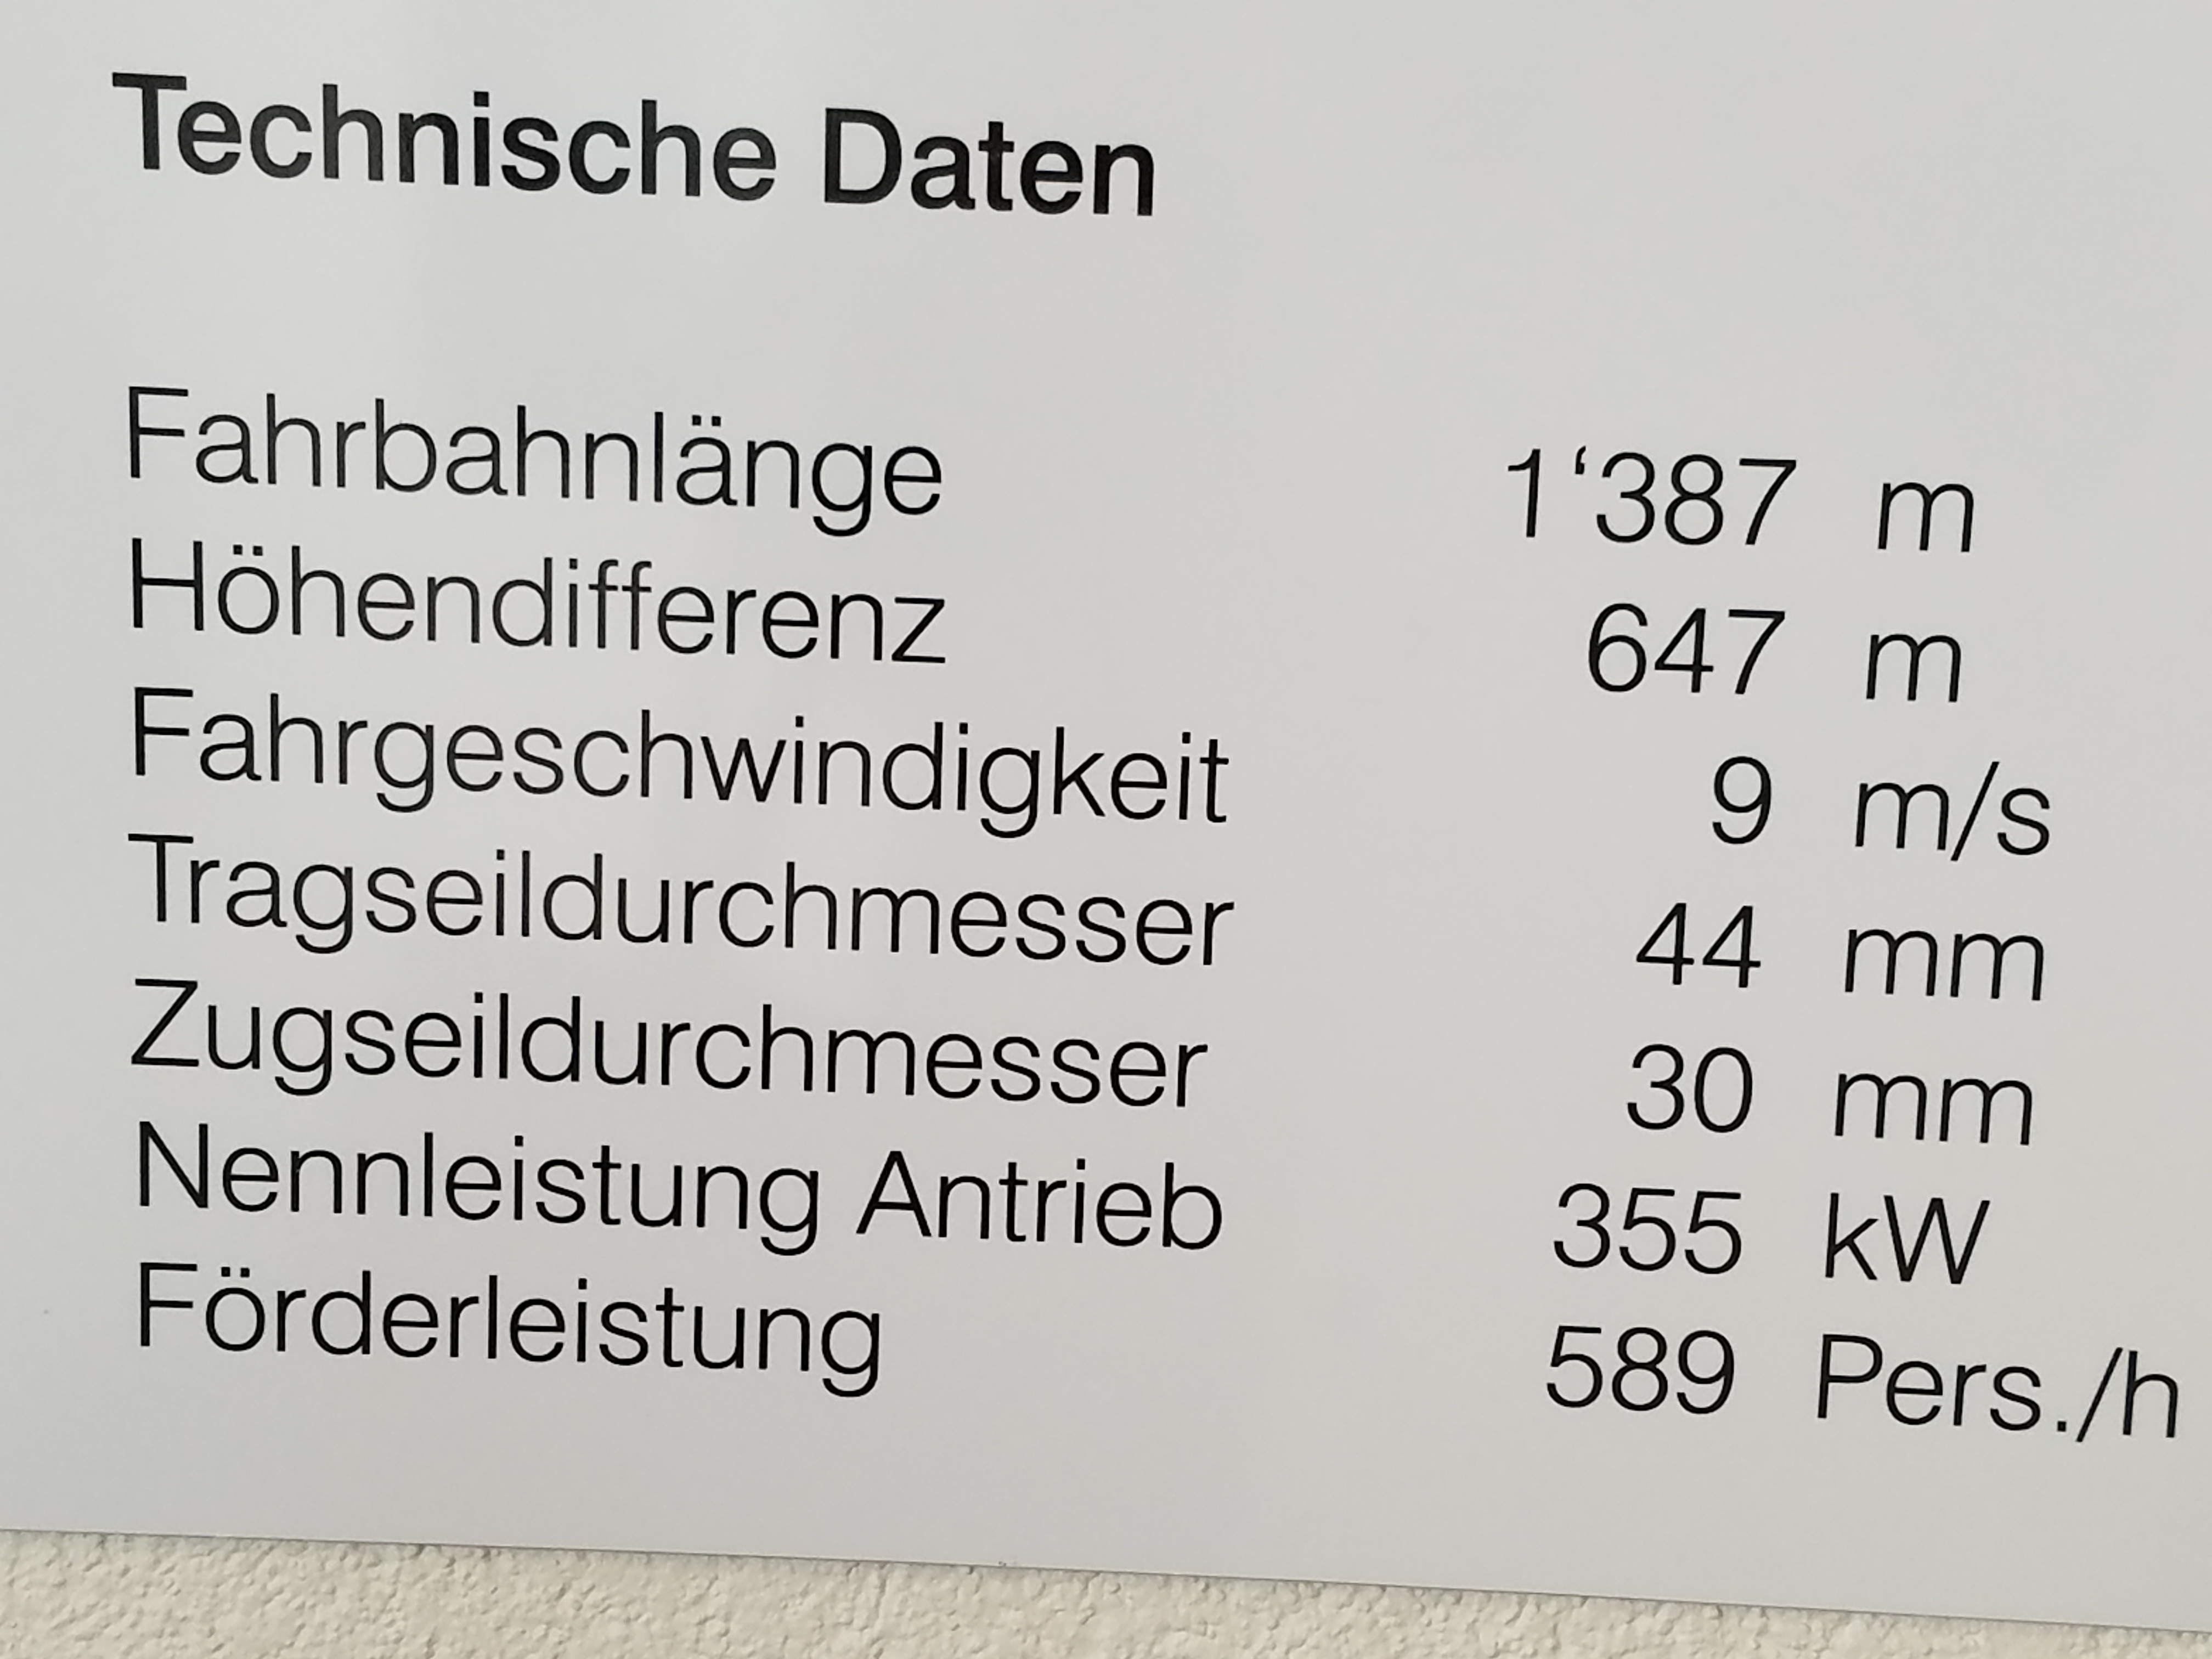 Technische Daten
Fahrbahnlänge 1‘387 m
Höhendifferenz 647 m
Fahrgeschwindigkeit 9 m/s
Tragseildurchmesser 44 mm
Zugseildurchmesser 30 mm
Nennleistung Antrieb 355 kW
Förderleistung 589 Pers./h